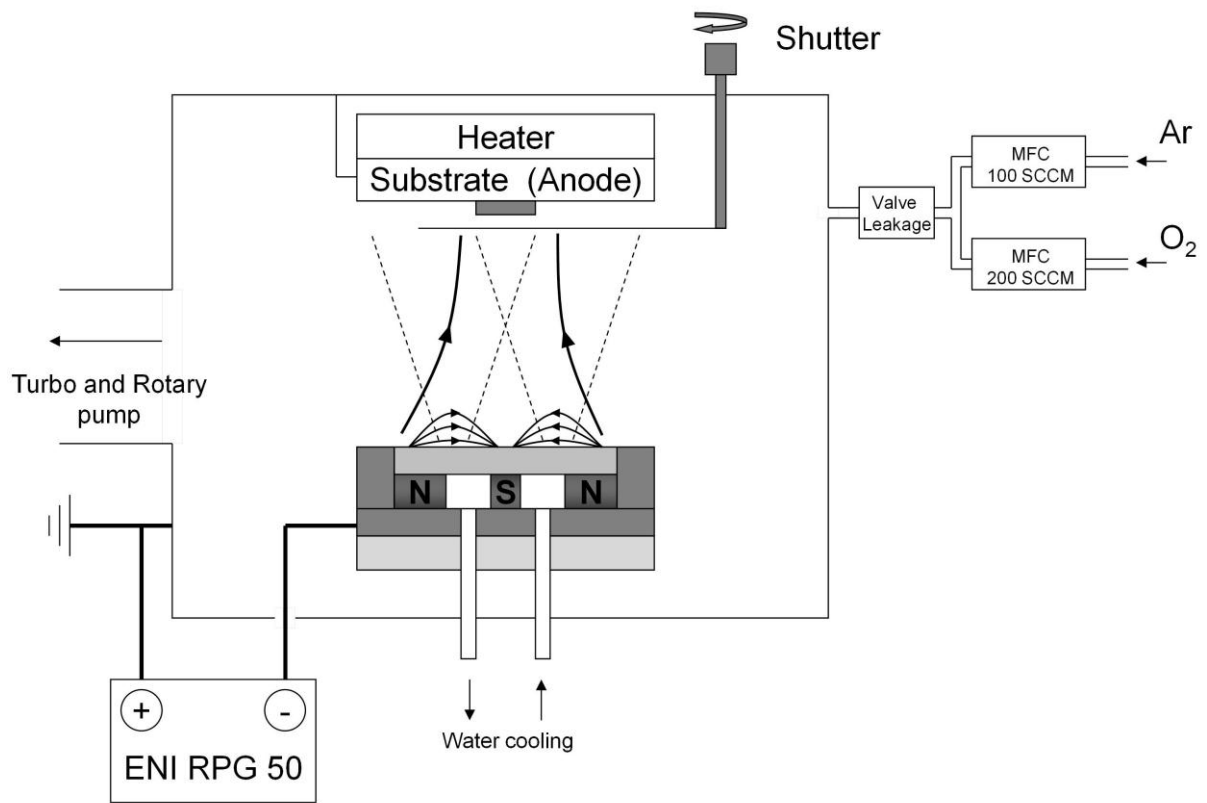 Shutter
Heater
Substrate (Anode)
MFC
100 SCCM
Ar
Valve
Leakage
MFC
200 SCCM
O₂
Turbo and Rotary
pump
N
S
N
+
-
ENI RPG 50
Water cooling